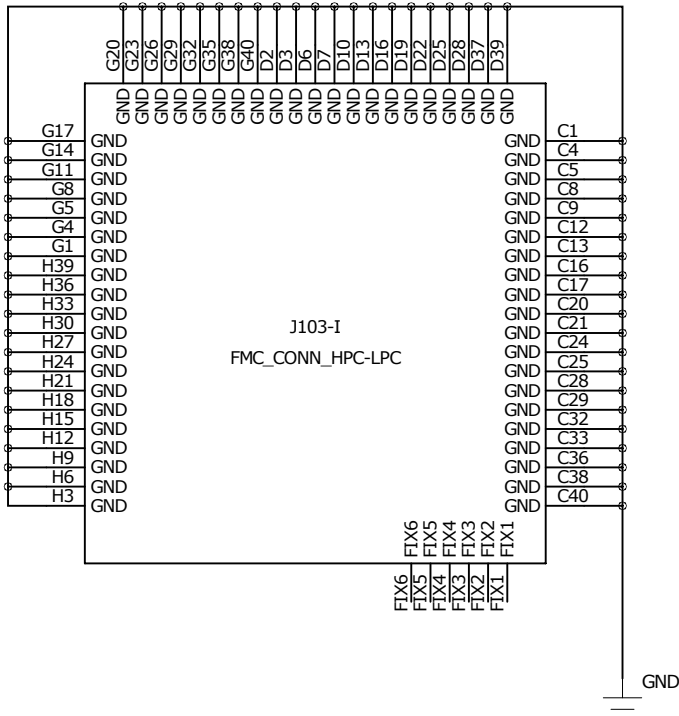 G20 G23 G26 G29 G32 G35 G38 G40 D2 D3 D6 D7 D10 D13 D16 D19 D22 D25 D28 D37 D39
GND GND GND GND GND GND GND GND GND GND GND GND GND GND GND GND GND GND GND GND GND
G17 GND GND C1
G14 GND GND C4
G11 GND GND C5
G8 GND GND C8
G5 GND GND C9
G4 GND GND C12
G1 GND GND C13
H39 GND GND C16
H36 GND GND C17
H33 GND GND C20
H30 GND GND C21
H27 GND GND C24
H24 GND GND C25
H21 GND GND C28
H18 GND GND C29
H15 GND GND C32
H12 GND GND C33
H9 GND GND C36
H6 GND GND C38
H3 GND GND C40
J103-I
FMC_CONN_HPC-LPC
FIX6 FIX5 FIX4 FIX3 FIX2 FIX1
FIX6 FIX5 FIX4 FIX3 FIX2 FIX1
GND